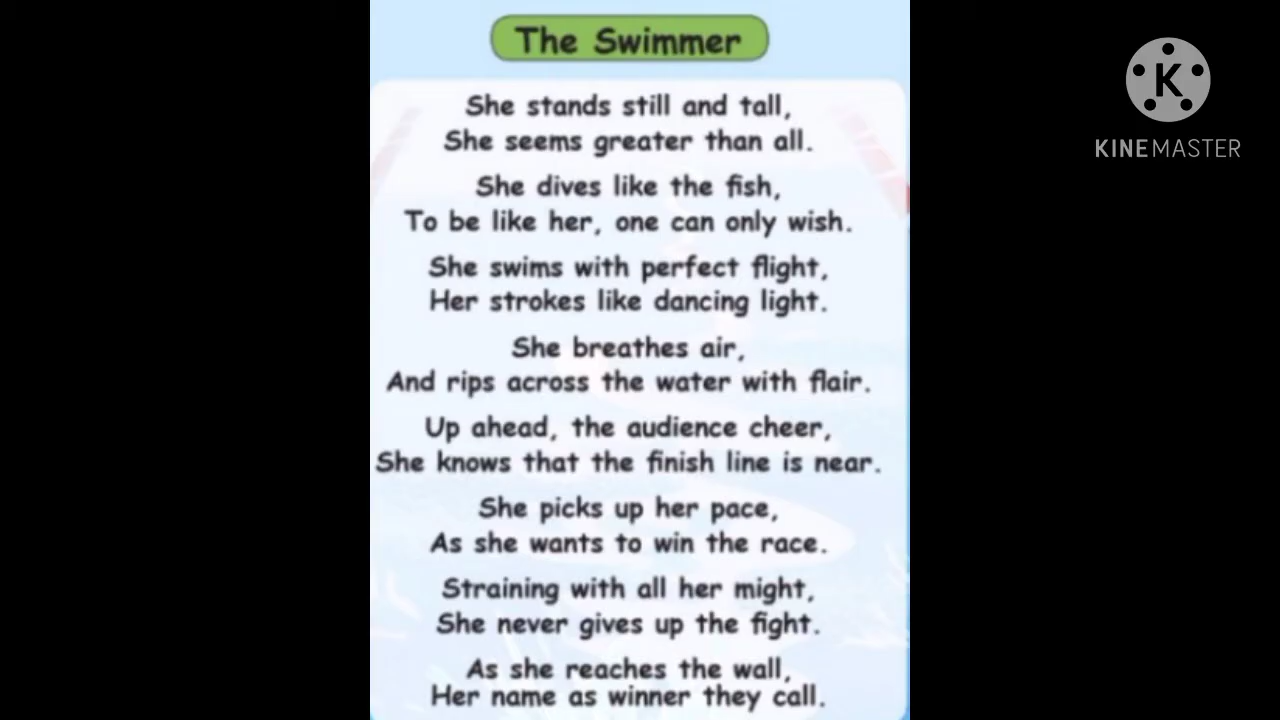 The Swimmer
K
KINEMASTER
She stands still and tall,
She seems greater than all.
She dives like the fish,
To be like her, one can only wish.
She swims with perfect flight,
Her strokes like dancing light.
She breathes air,
And rips across the water with flair.
Up ahead, the audience cheer,
She knows that the finish line is near.
She picks up her pace,
As she wants to win the race.
Straining with all her might,
She never gives up the fight.
As she reaches the wall,
Her name as winner they call.